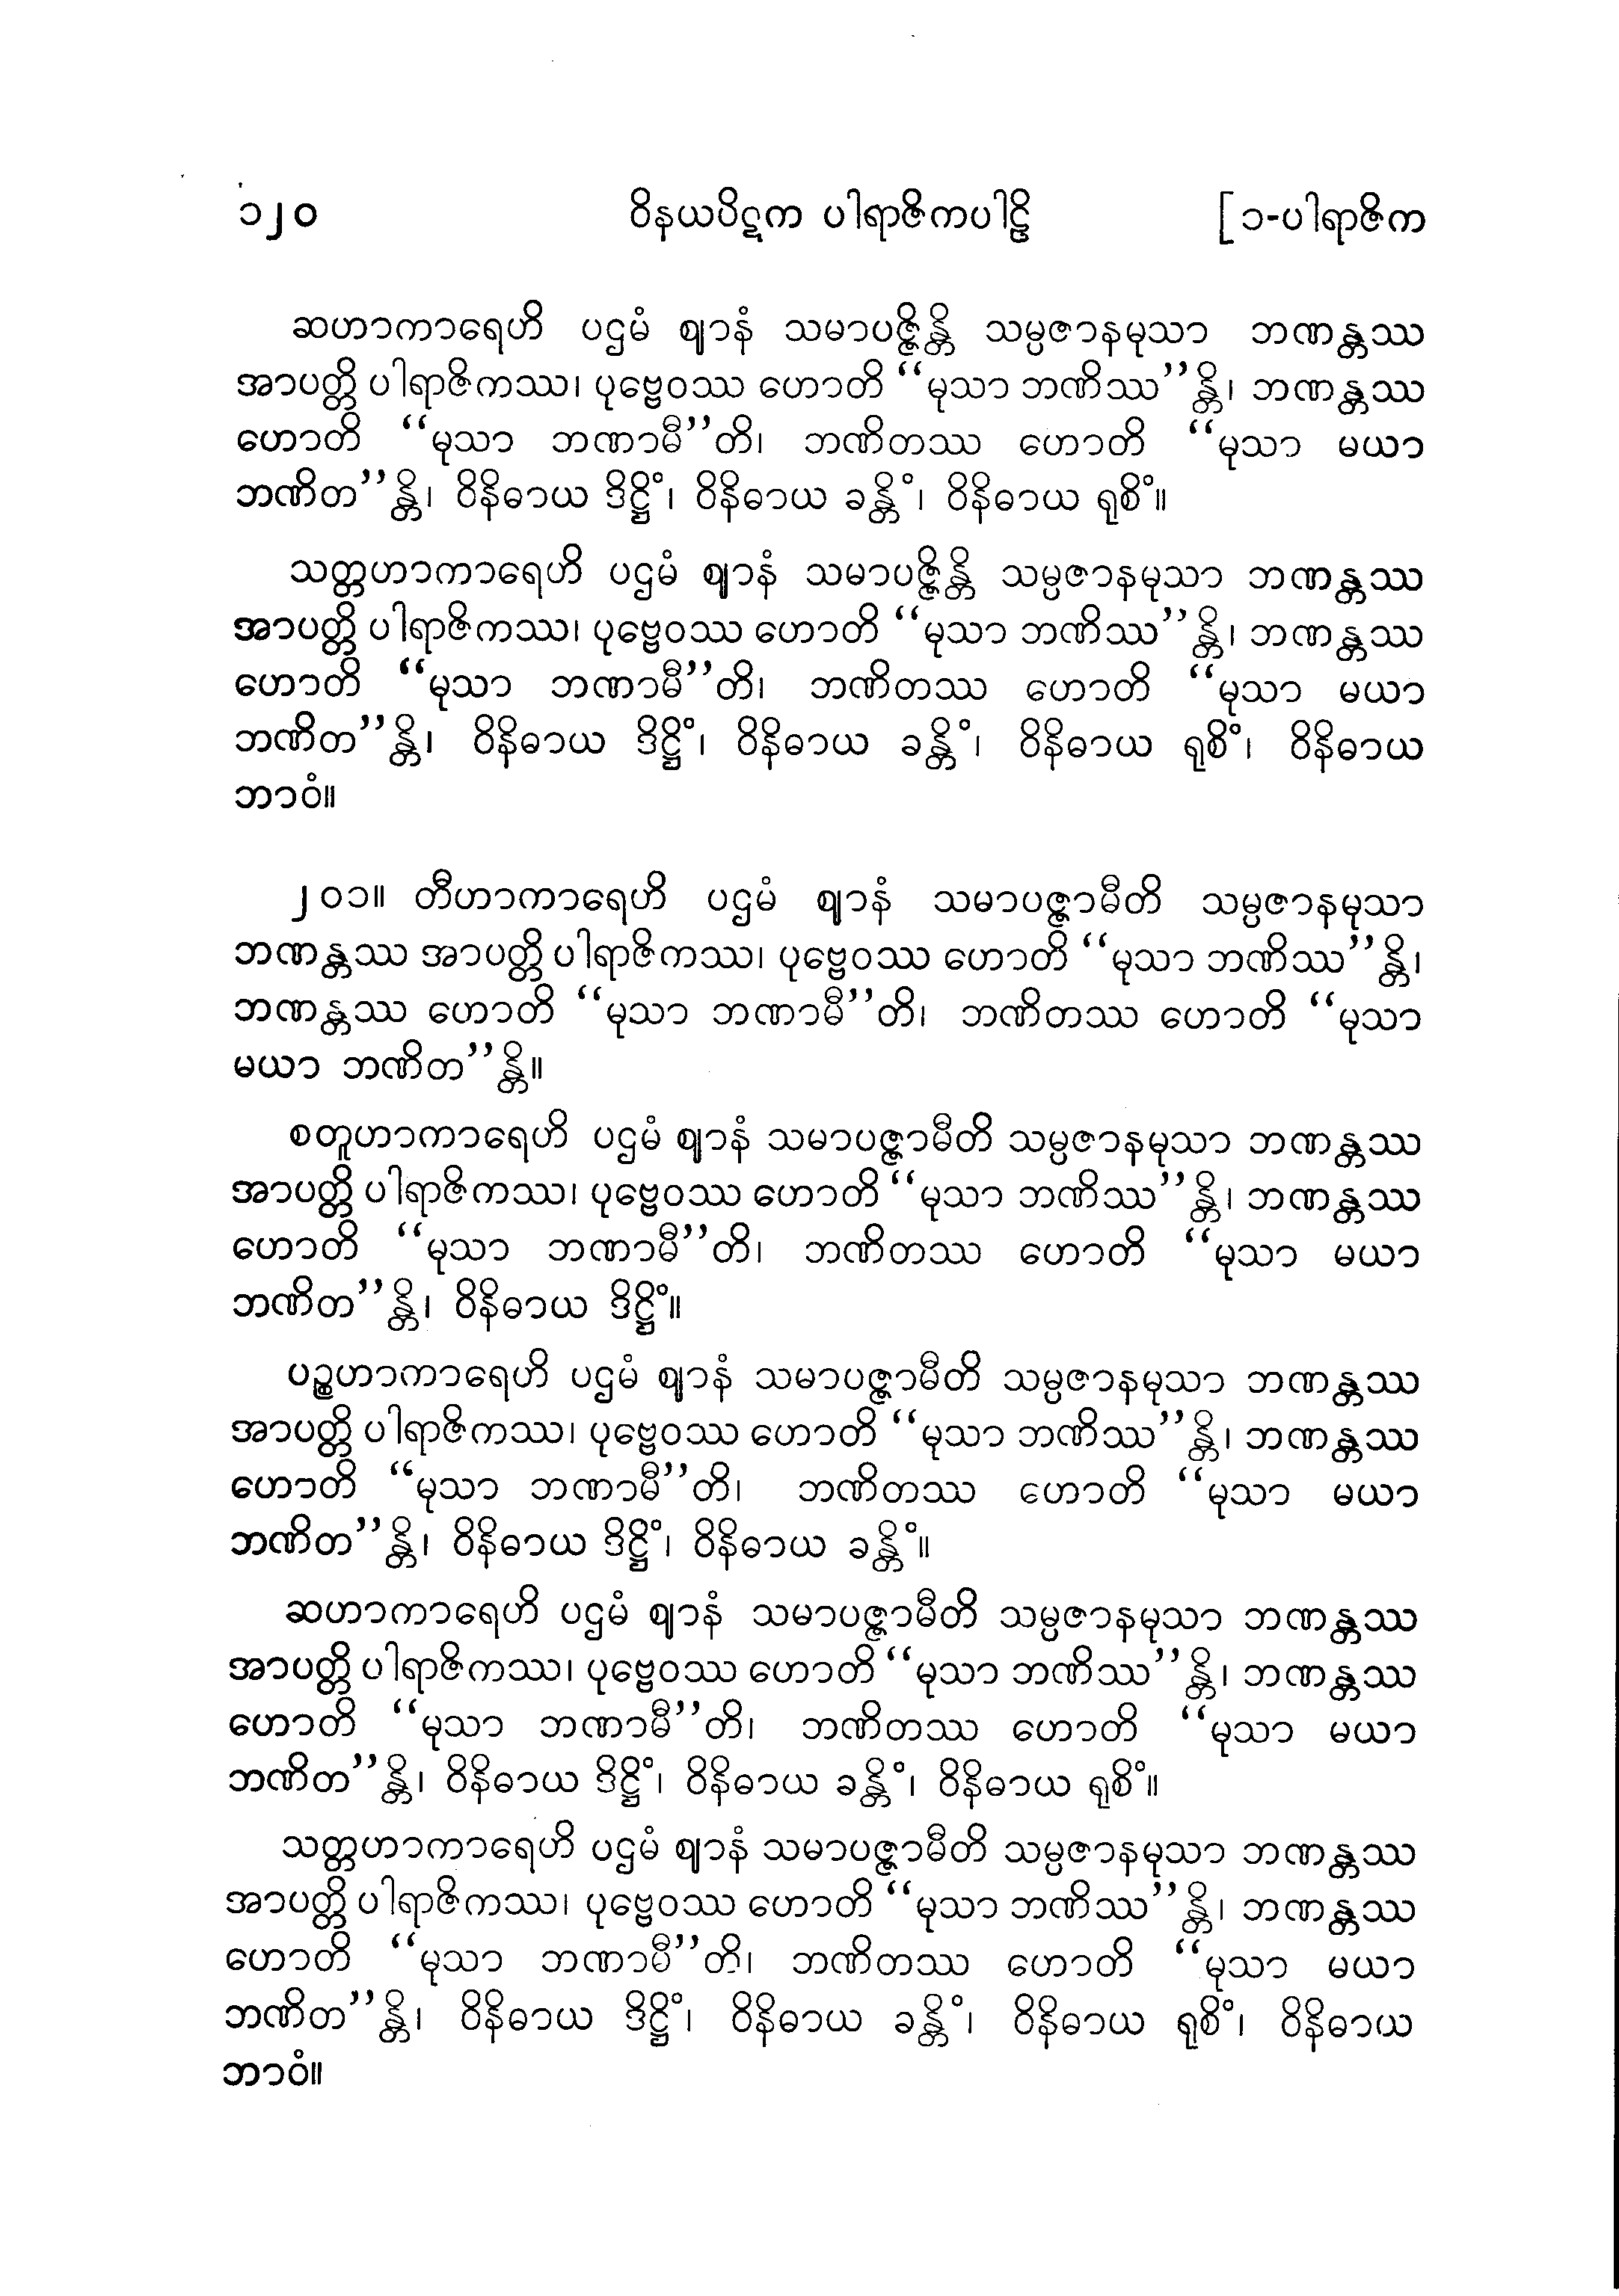 ၁၂၀ ဝိနယပိဋက ပါရာဇိကပါဠိ [ ၁-ပါရာဇိက
ဆဟာကာရေဟိ ပဌမံ ဈာနံ သမာပဇ္ဇိန္တိ သမ္ပဇာနမုသာ ဘဏန္တဿ
အာပတ္တိ ပါရာဇိကဿ၊ ပုဗ္ဗေဝဿ ဟောတိ “မုသာ ဘဏိဿ”န္တိ၊ ဘဏန္တဿ
ဟောတိ “မုသာ ဘဏာမီ”တိ၊ ဘဏိတဿ ဟောတိ “မုသာ မယာ
ဘဏိတ”န္တိ၊ ဝိနိဓာယ ဒိဋ္ဌိံ၊ ဝိနိဓာယ ခန္တိံ၊ ဝိနိဓာယ ရုစိံ။
သတ္တဟာကာရေဟိ ပဌမံ ဈာနံ သမာပဇ္ဇိန္တိ သမ္ပဇာနမုသာ ဘဏန္တဿ
အာပတ္တိ ပါရာဇိကဿ၊ ပုဗ္ဗေဝဿ ဟောတိ “မုသာ ဘဏိဿ”န္တိ၊ ဘဏန္တဿ
ဟောတိ “မုသာ ဘဏာမီ”တိ၊ ဘဏိတဿ ဟောတိ “မုသာ မယာ
ဘဏိတ”န္တိ၊ ဝိနိဓာယ ဒိဋ္ဌိံ၊ ဝိနိဓာယ ခန္တိံ၊ ဝိနိဓာယ ရုစိံ၊ ဝိနိဓာယ
ဘာဝံ။
၂၀၁။ တီဟာကာရေဟိ ပဌမံ ဈာနံ သမာပဇ္ဇာမီတိ သမ္ပဇာနမုသာ
ဘဏန္တဿ အာပတ္တိ ပါရာဇိကဿ၊ ပုဗ္ဗေဝဿ ဟောတိ “မုသာ ဘဏိဿ”န္တိ၊
ဘဏန္တဿ ဟောတိ “မုသာ ဘဏာမီ”တိ၊ ဘဏိတဿ ဟောတိ “မုသာ
မယာ ဘဏိတ”န္တိ။
စတူဟာကာရေဟိ ပဌမံ ဈာနံ သမာပဇ္ဇာမီတိ သမ္ပဇာနမုသာ ဘဏန္တဿ
အာပတ္တိ ပါရာဇိကဿ၊ ပုဗ္ဗေဝဿ ဟောတိ “မုသာ ဘဏိဿ”န္တိ၊ ဘဏန္တဿ
ဟောတိ “မုသာ ဘဏာမီ”တိ၊ ဘဏိတဿ ဟောတိ “မုသာ မယာ
ဘဏိတ”န္တိ၊ ဝိနိဓာယ ဒိဋ္ဌိံ။
ပဉ္စဟာကာရေဟိ ပဌမံ ဈာနံ သမာပဇ္ဇာမီတိ သမ္ပဇာနမုသာ ဘဏန္တဿ
အာပတ္တိ ပါရာဇိကဿ၊ ပုဗ္ဗေဝဿ ဟောတိ “မုသာ ဘဏိဿ”န္တိ၊ ဘဏန္တဿ
ဟောတိ “မုသာ ဘဏာမီ”တိ၊ ဘဏိတဿ ဟောတိ “မုသာ မယာ
ဘဏိတ”န္တိ၊ ဝိနိဓာယ ဒိဋ္ဌိံ၊ ဝိနိဓာယ ခန္တိံ။
ဆဟာကာရေဟိ ပဌမံ ဈာနံ သမာပဇ္ဇာမီတိ သမ္ပဇာနမုသာ ဘဏန္တဿ
အာပတ္တိ ပါရာဇိကဿ၊ ပုဗ္ဗေဝဿ ဟောတိ “မုသာ ဘဏိဿ”န္တိ၊ ဘဏန္တဿ
ဟောတိ “မုသာ ဘဏာမီ”တိ၊ ဘဏိတဿ ဟောတိ “မုသာ မယာ
ဘဏိတ”န္တိ၊ ဝိနိဓာယ ဒိဋ္ဌိံ၊ ဝိနိဓာယ ခန္တိံ၊ ဝိနိဓာယ ရုစိံ။
သတ္တဟာကာရေဟိ ပဌမံ ဈာနံ သမာပဇ္ဇာမီတိ သမ္ပဇာနမုသာ ဘဏန္တဿ
အာပတ္တိ ပါရာဇိကဿ၊ ပုဗ္ဗေဝဿ ဟောတိ “မုသာ ဘဏိဿ”န္တိ၊ ဘဏန္တဿ
ဟောတိ “မုသာ ဘဏာမီ”တိ၊ ဘဏိတဿ ဟောတိ “မုသာ မယာ
ဘဏိတ”န္တိ၊ ဝိနိဓာယ ဒိဋ္ဌိံ၊ ဝိနိဓာယ ခန္တိံ၊ ဝိနိဓာယ ရုစိံ၊ ဝိနိဓာယ
ဘာဝံ။